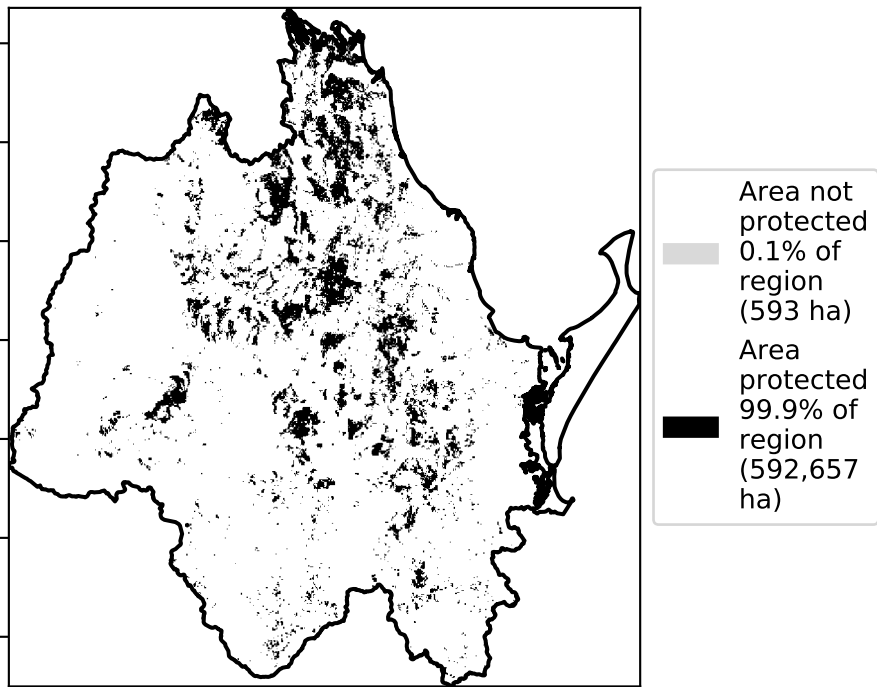 Area not
protected
0.1% of
region
(593 ha)
Area
protected
99.9% of
region
(592,657
ha)